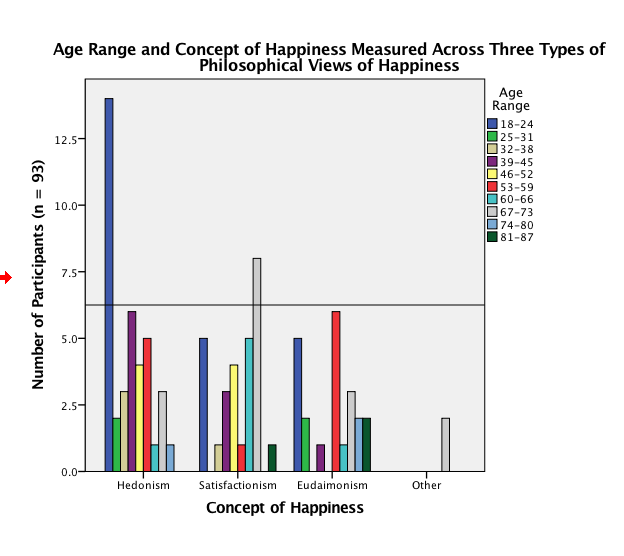 Age Range and Concept of Happiness Measured Across Three Types of
Philosophical Views of Happiness
Age
Range
18-24
25-31
32-38
39-45
46-52
53-59
60-66
67-73
74-80
81-87
Number of Participants (n = 93)
12.5
10.0
7.5
5.0
2.5
0.0
Hedonism Satisfactionism Eudaimonism Other
Concept of Happiness